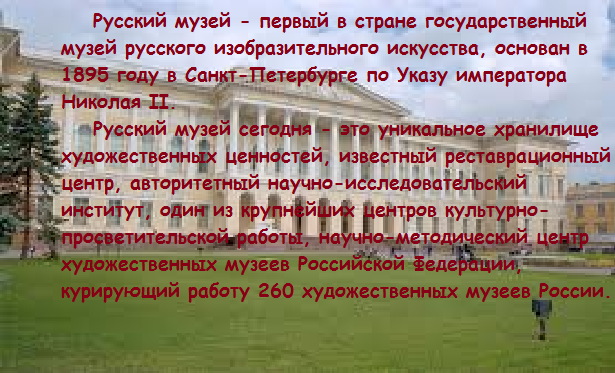 Русский музей - первый в стране государственный
музей русского изобразительного искусства, основан в
1895 году в Санкт-Петербурге по Указу императора
Николая II.
Русский музей сегодня - это уникальное хранилище
художественных ценностей, известный реставрационный
центр, авторитетный научно-исследовательский
институт, один из крупнейших центров культурно-
просветительской работы, научно-методический центр
художественных музеев Российской Федерации,
курирующий работу 260 художественных музеев России.